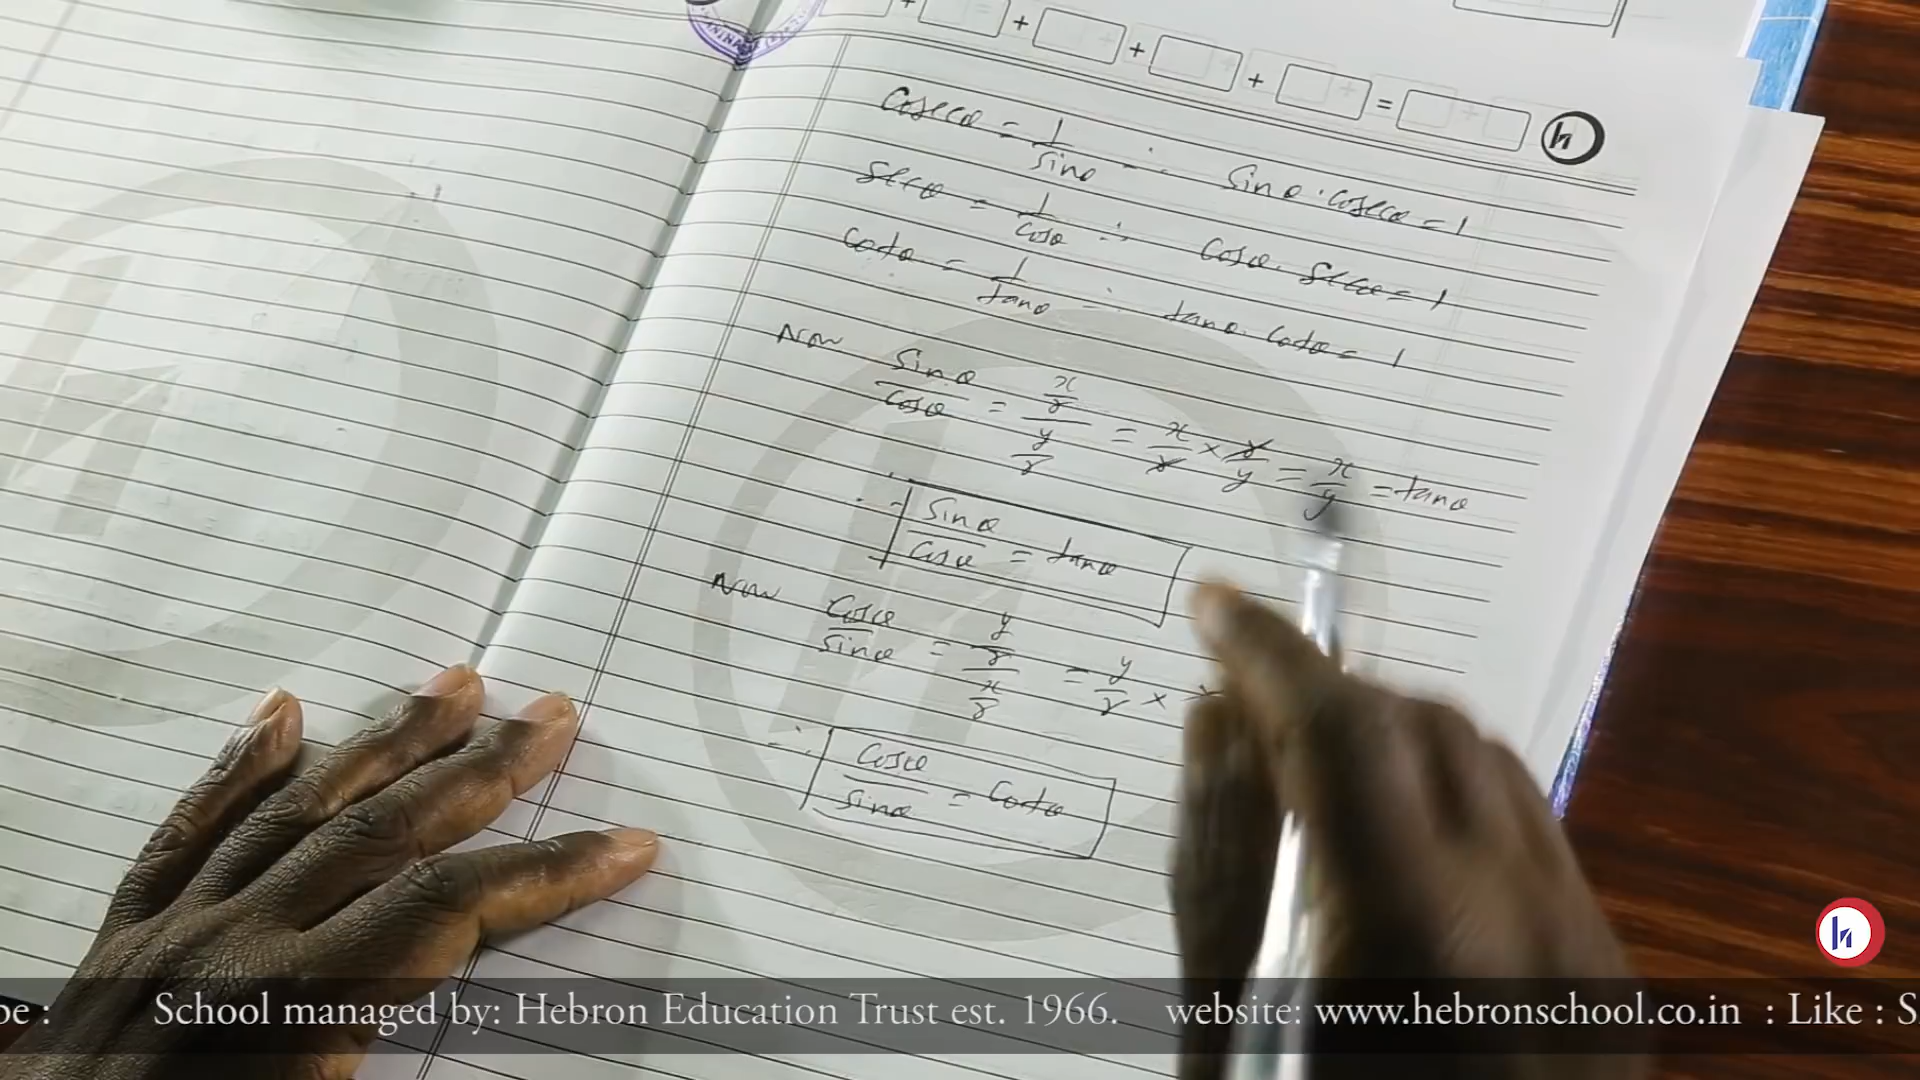 + + + + =
Cosecθ = 1/Sinθ ∴ Sinθ · Cosecθ = 1
Secθ = 1/Cosθ ∴ Cosθ · Secθ = 1
Cotθ = 1/tanθ ∴ tanθ · Cotθ = 1
Now Sinθ/Cosθ = (x/r)/(y/r) = x/r × r/y = x/y = tanθ
∴ Sinθ/Cosθ = tanθ
Now Cosθ/Sinθ = (y/r)/(x/r) = y/r ×
∴ Cosθ/Sinθ = Cotθ
School managed by: Hebron Education Trust est. 1966. website: www.hebronschool.co.in : Like :